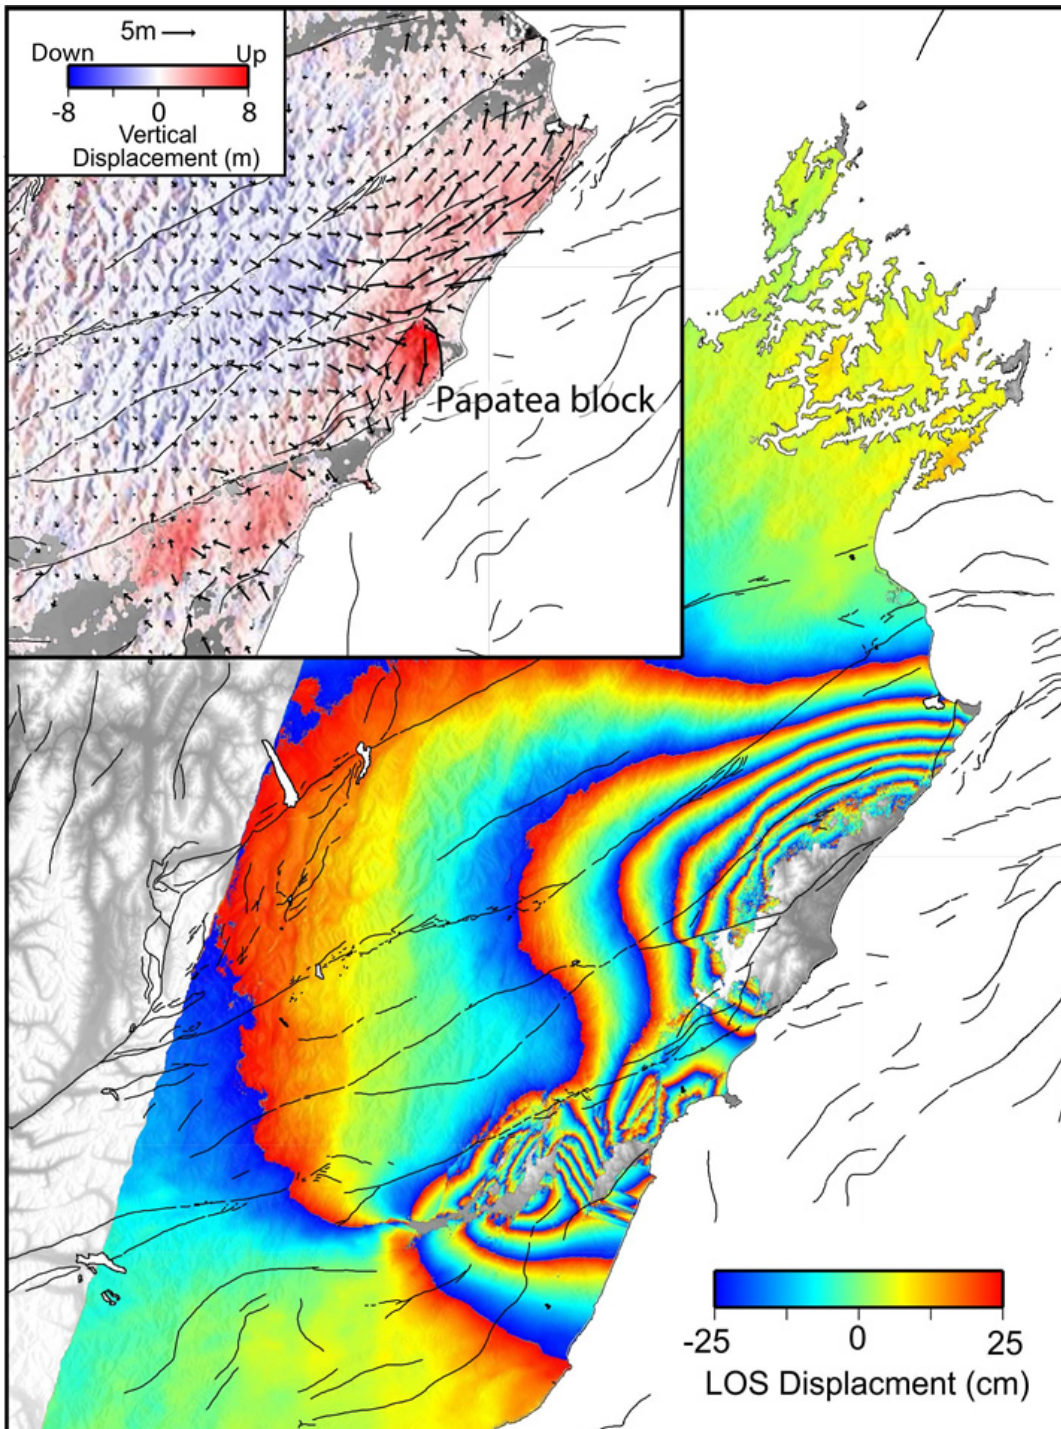 5m
Down Up
-8 0 8
Vertical
Displacement (m)
Papatea block
-25 0 25
LOS Displacment (cm)